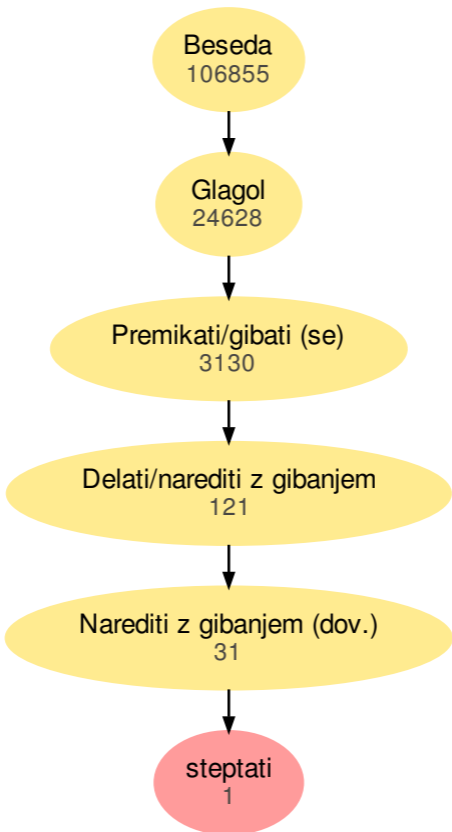 Beseda
106855
Glagol
24628
Premikati/gibati (se)
3130
Delati/narediti z gibanjem
121
Narediti z gibanjem (dov.)
31
steptati
1